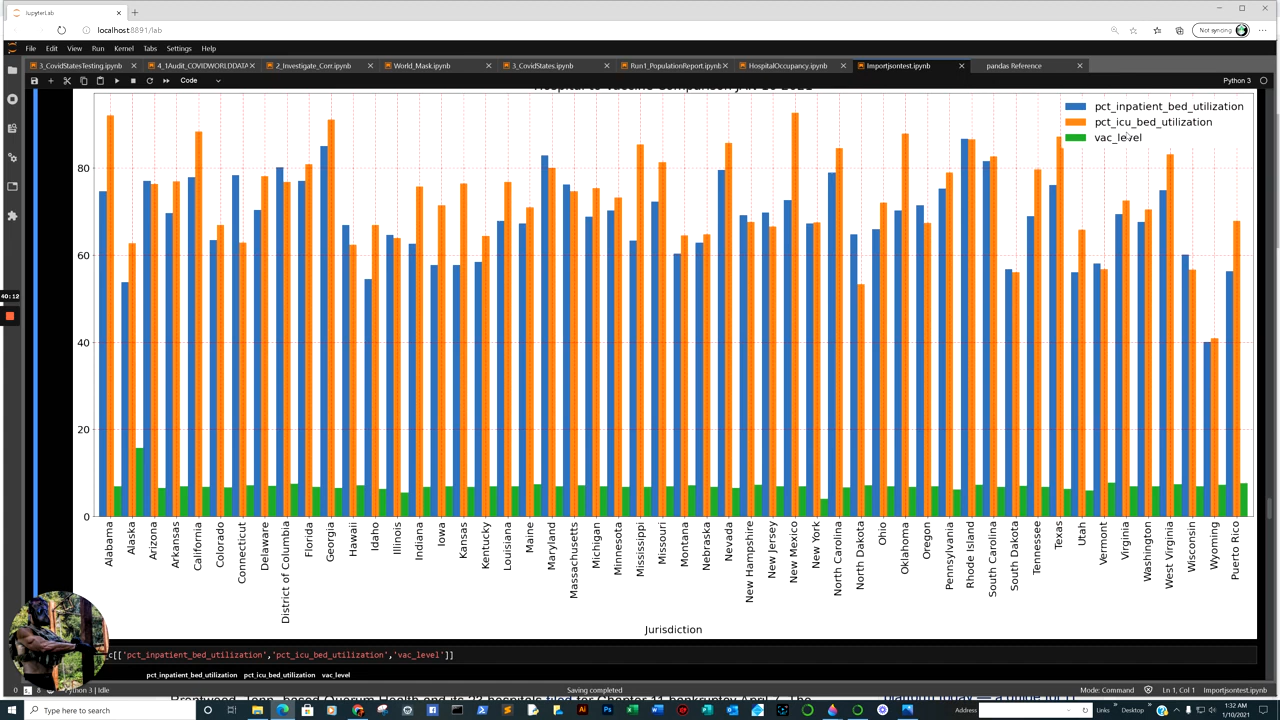 JupyterLab
localhost:8891/lab
Not syncing
File Edit View Run Kernel Tabs Settings Help
3_CovidStatesTesting.ipynb 4_1Audit_COVIDWORLDDATA 2_Investigate_Corr.ipynb World_Mask.ipynb 3_CovidStates.ipynb Run1_PopulationReport.ipynb HospitalOccupancy.ipynb Importjsontest.ipynb pandas Reference
Code Python 3
pct_inpatient_bed_utilization
pct_icu_bed_utilization
vac_level
80
60
40
20
0
40:12
Alabama Alaska Arizona Arkansas California Colorado Connecticut Delaware District of Columbia Florida Georgia Hawaii Idaho Illinois Indiana Iowa Kansas Kentucky Louisiana Maine Maryland Massachusetts Michigan Minnesota Mississippi Missouri Montana Nebraska Nevada New Hampshire New Jersey New Mexico New York North Carolina North Dakota Ohio Oklahoma Oregon Pennsylvania Rhode Island South Carolina South Dakota Tennessee Texas Utah Vermont Virginia Washington West Virginia Wisconsin Wyoming Puerto Rico
Jurisdiction
[['pct_inpatient_bed_utilization','pct_icu_bed_utilization','vac_level']]
pct_inpatient_bed_utilization pct_icu_bed_utilization vac_level
0 8 Python 3 | Idle Saving completed Mode: Command Ln 1, Col 1 Importjsontest.ipynb
Type here to search Address Links Desktop 1:32 AM
1/10/2021